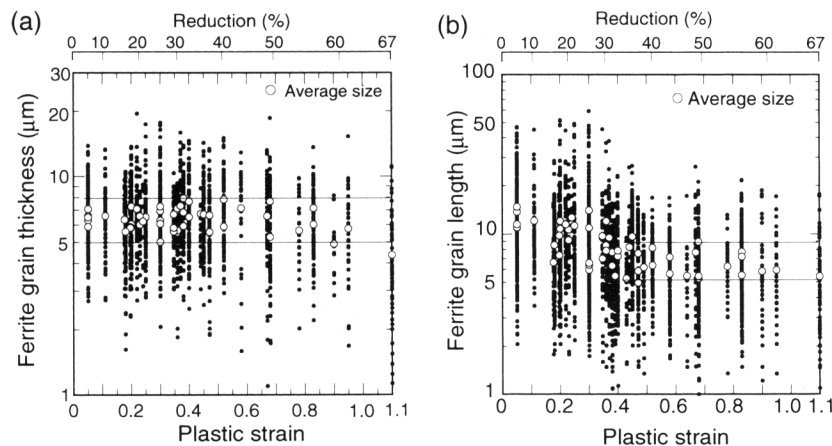 (a)
Reduction (%)
0 10 20 30 40 50 60 67
Ferrite grain thickness (µm)
30
20
10
5
1
Average size
0 0.2 0.4 0.6 0.8 1.0 1.1
Plastic strain
(b)
Reduction (%)
0 10 20 30 40 50 60 67
Ferrite grain length (µm)
100
50
10
5
1
Average size
0 0.2 0.4 0.6 0.8 1.0 1.1
Plastic strain